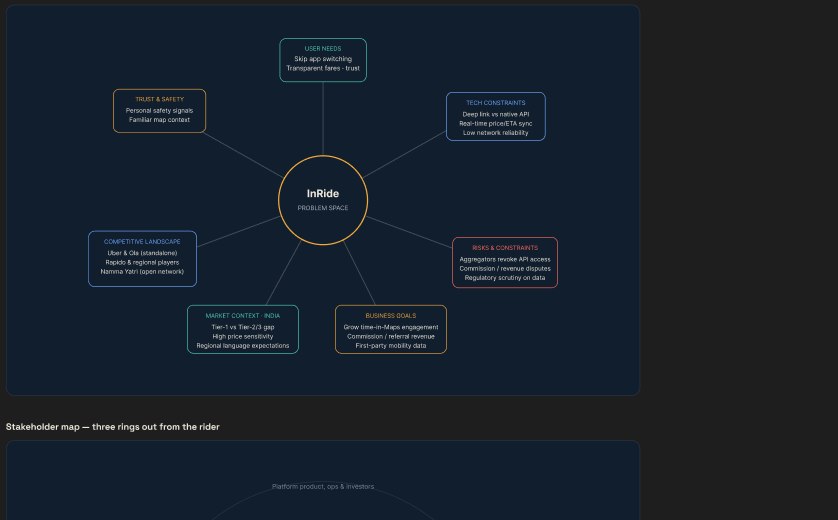 USER NEEDS
Skip app switching
Transparent fares · trust
TRUST & SAFETY
Personal safety signals
Familiar map context
TECH CONSTRAINTS
Deep link vs native API
Real-time price/ETA sync
Low network reliability
InRide
PROBLEM SPACE
COMPETITIVE LANDSCAPE
Uber & Ola (standalone)
Rapido & regional players
Namma Yatri (open network)
RISKS & CONSTRAINTS
Aggregators revoke API access
Commission / revenue disputes
Regulatory scrutiny on data
MARKET CONTEXT · INDIA
Tier-1 vs Tier-2/3 gap
High price sensitivity
Regional language expectations
BUSINESS GOALS
Grow time-in-Maps engagement
Commission / referral revenue
First-party mobility data
Stakeholder map — three rings out from the rider
Platform product, ops & investors